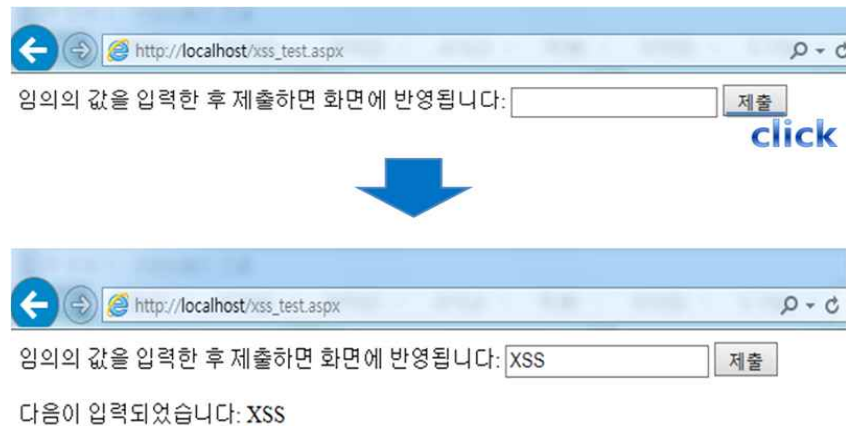 http://localhost/xss_test.aspx
임의의 값을 입력한 후 제출하면 화면에 반영됩니다: 제출
click
http://localhost/xss_test.aspx
임의의 값을 입력한 후 제출하면 화면에 반영됩니다: XSS 제출
다음이 입력되었습니다: XSS